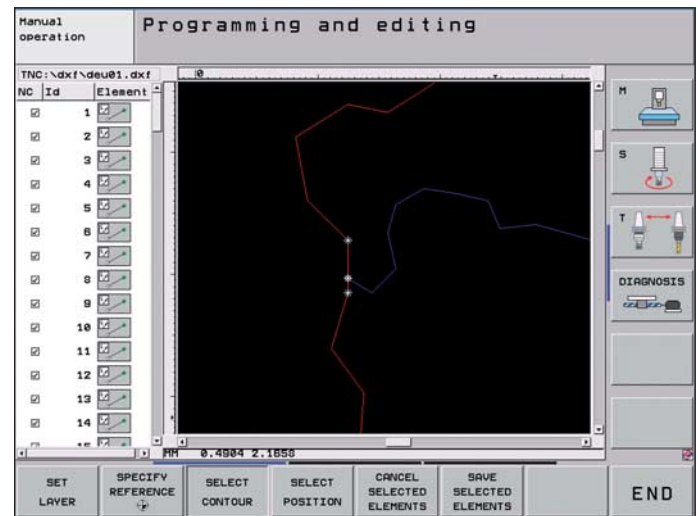 Manual
operation
Programming and editing
TNC:\dxf\deu01.dxf
0
NC Id Element
1
2
3
4
5
6
7
8
9
10
11
12
13
14
15
MM 0.4904 2.1658
M
S
T
DIAGNOSIS
SET
LAYER
SPECIFY
REFERENCE
SELECT
CONTOUR
SELECT
POSITION
CANCEL
SELECTED
ELEMENTS
SAVE
SELECTED
ELEMENTS
END